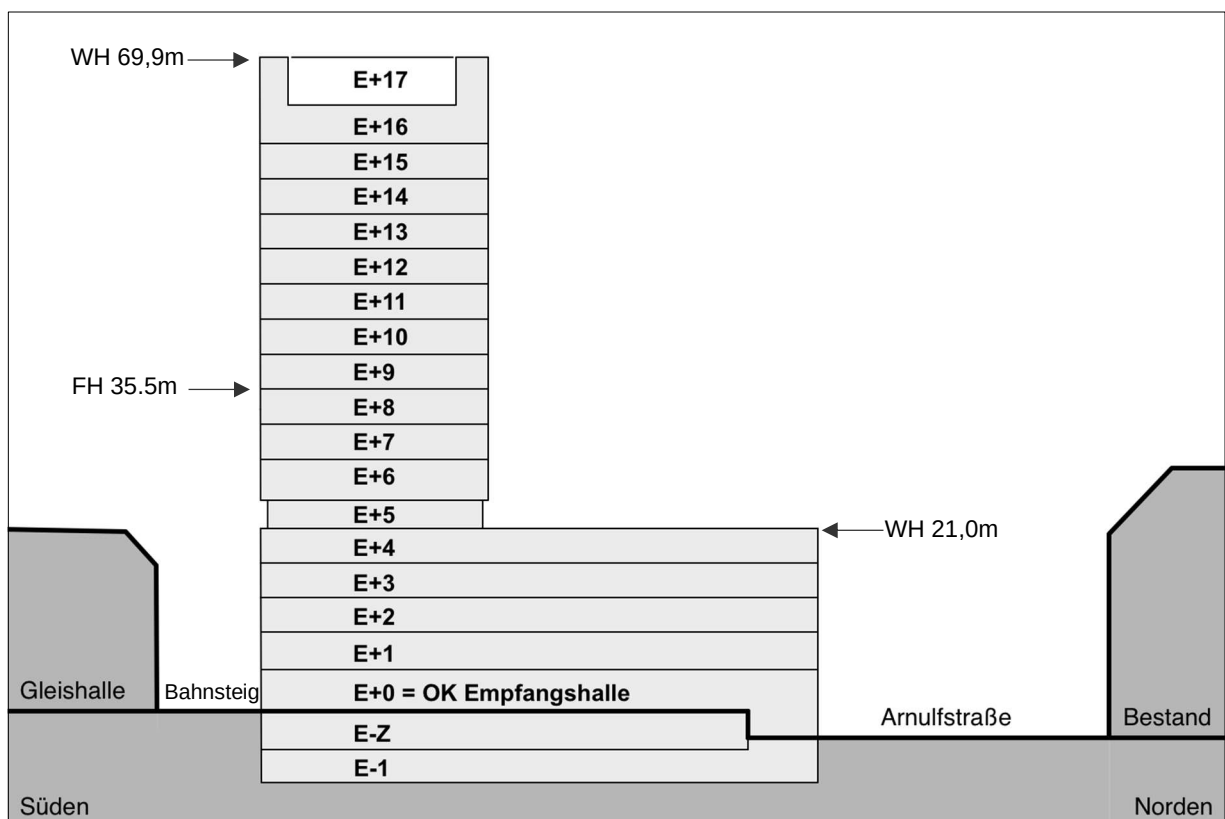 WH 69,9m
E+17
E+16
E+15
E+14
E+13
E+12
E+11
E+10
E+9
FH 35.5m
E+8
E+7
E+6
E+5
WH 21,0m
E+4
E+3
E+2
E+1
Gleishalle
Bahnsteig
E+0 = OK Empfangshalle
Arnulfstraße
Bestand
E-Z
E-1
Süden
Norden